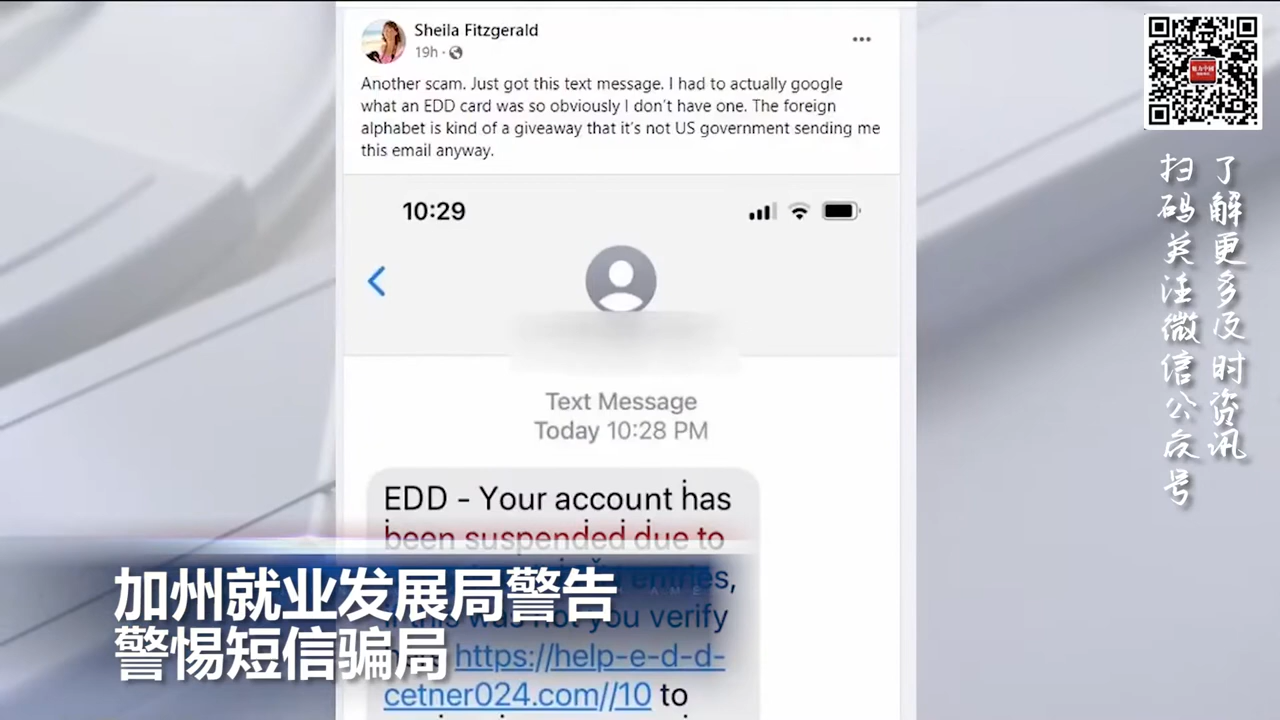 Sheila Fitzgerald
19h ·
Another scam. Just got this text message. I had to actually google
what an EDD card was so obviously I don't have one. The foreign
alphabet is kind of a giveaway that it's not US government sending me
this email anyway.
10:29
Text Message
Today 10:28 PM
EDD - Your account has
been suspended due to
entries,
if this was not you verify
https://help-e-d-d-
cetner024.com//10 to
加州就业发展局警告
警惕短信骗局
了解更多及时资讯
扫码关注微信公众号